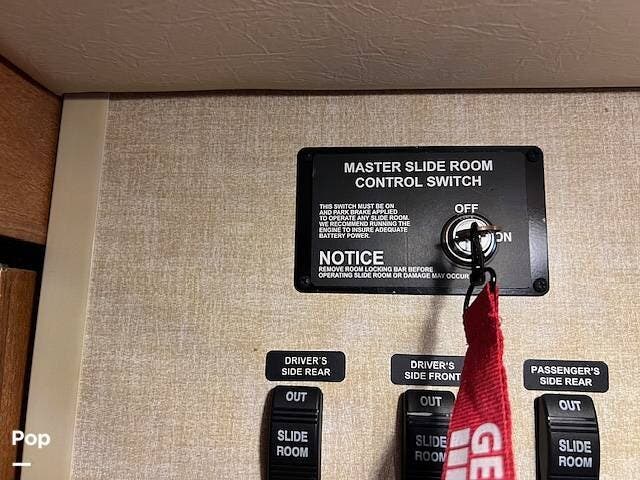 MASTER SLIDE ROOM
CONTROL SWITCH
THIS SWITCH MUST BE ON
AND PARK BRAKE APPLIED
TO OPERATE ANY SLIDE ROOM.
WE RECOMMEND RUNNING THE
ENGINE TO INSURE ADEQUATE
BATTERY POWER.
OFF
ON
NOTICE
REMOVE ROOM LOCKING BAR BEFORE
OPERATING SLIDE ROOM OR DAMAGE MAY OCCUR
DRIVER'S
SIDE REAR
DRIVER'S
SIDE FRONT
PASSENGER'S
SIDE REAR
OUT
SLIDE
ROOM
OUT
SLIDE
ROOM
OUT
SLIDE
ROOM
GE
Pop